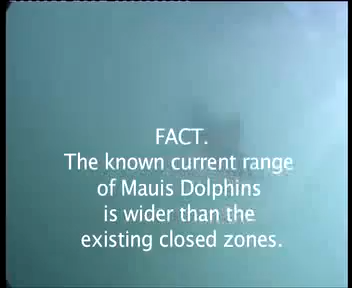 FACT.
The known current range
of Mauis Dolphins
is wider than the
existing closed zones.